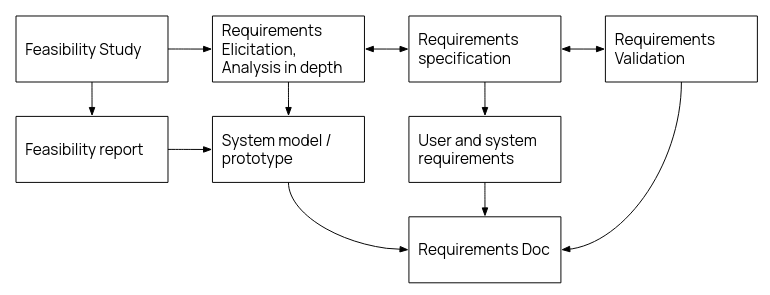 Feasibility Study
Requirements
Elicitation,
Analysis in depth
Requirements
specification
Requirements
Validation
Feasibility report
System model /
prototype
User and system
requirements
Requirements Doc